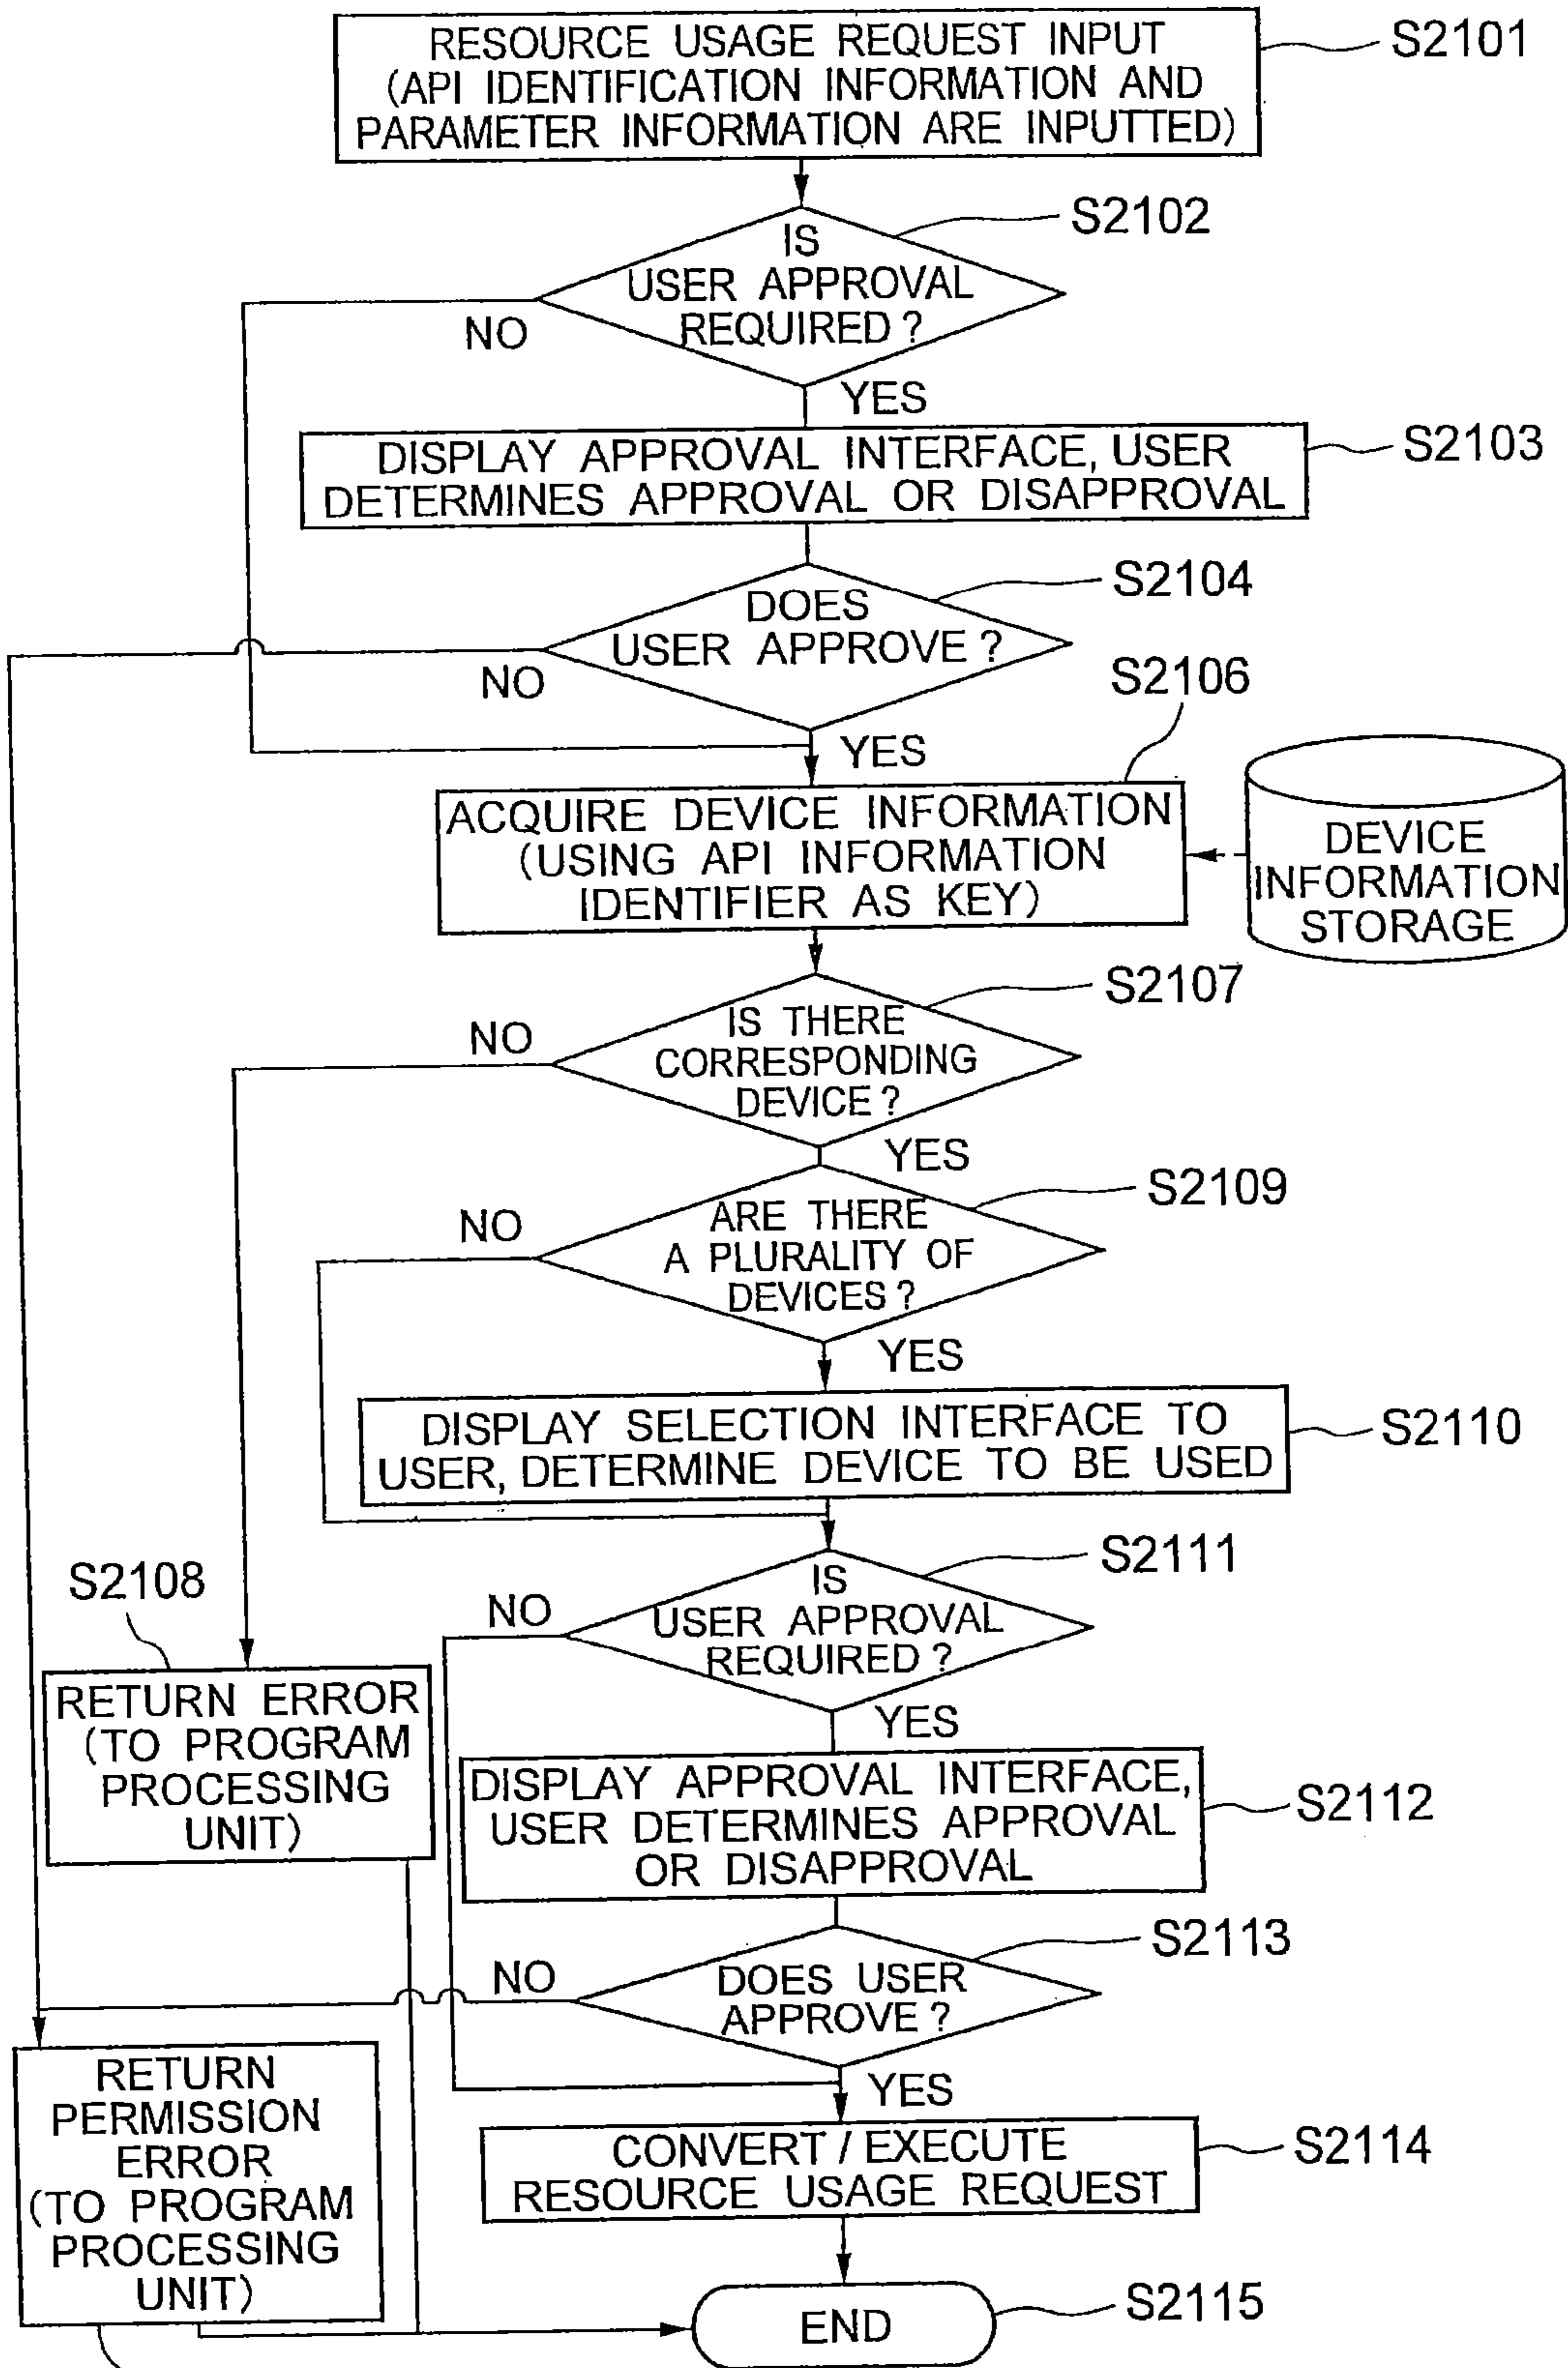 RESOURCE USAGE REQUEST INPUT
(API IDENTIFICATION INFORMATION AND
PARAMETER INFORMATION ARE INPUTTED)
S2101
IS
USER APPROVAL
REQUIRED?
S2102
NO
YES
DISPLAY APPROVAL INTERFACE, USER
DETERMINES APPROVAL OR DISAPPROVAL
S2103
DOES
USER APPROVE?
S2104
NO
YES
S2106
ACQUIRE DEVICE INFORMATION
(USING API INFORMATION
IDENTIFIER AS KEY)
DEVICE
INFORMATION
STORAGE
S2107
IS THERE
CORRESPONDING
DEVICE?
NO
YES
S2109
ARE THERE
A PLURALITY OF
DEVICES?
NO
YES
DISPLAY SELECTION INTERFACE TO
USER, DETERMINE DEVICE TO BE USED
S2110
S2111
IS
USER APPROVAL
REQUIRED?
NO
YES
S2108
RETURN ERROR
(TO PROGRAM
PROCESSING
UNIT)
DISPLAY APPROVAL INTERFACE,
USER DETERMINES APPROVAL
OR DISAPPROVAL
S2112
S2113
DOES USER
APPROVE?
NO
YES
RETURN
PERMISSION
ERROR
(TO PROGRAM
PROCESSING
UNIT)
CONVERT / EXECUTE
RESOURCE USAGE REQUEST
S2114
END
S2115